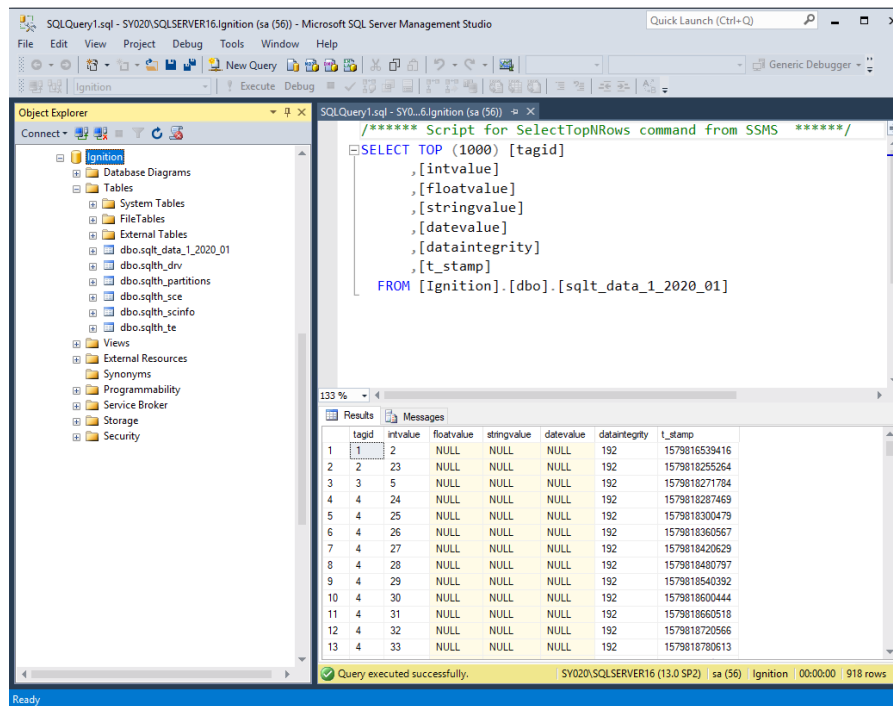 SQLQuery1.sql - SY020\SQLSERVER16.Ignition (sa (56)) - Microsoft SQL Server Management Studio
Quick Launch (Ctrl+Q)
File Edit View Project Debug Tools Window Help
New Query
Generic Debugger
Ignition
Execute Debug
Object Explorer
Connect
Ignition
Database Diagrams
Tables
System Tables
FileTables
External Tables
dbo.sqlt_data_1_2020_01
dbo.sqlth_drv
dbo.sqlth_partitions
dbo.sqlth_sce
dbo.sqlth_scinfo
dbo.sqlth_te
Views
External Resources
Synonyms
Programmability
Service Broker
Storage
Security
SQLQuery1.sql - SY0...6.Ignition (sa (56))
/****** Script for SelectTopNRows command from SSMS ******/
SELECT TOP (1000) [tagid]
,[intvalue]
,[floatvalue]
,[stringvalue]
,[datevalue]
,[dataintegrity]
,[t_stamp]
FROM [Ignition].[dbo].[sqlt_data_1_2020_01]
133 %
Results Messages
tagid intvalue floatvalue stringvalue datevalue dataintegrity t_stamp
1 1 2 NULL NULL NULL 192 1579816539416
2 2 23 NULL NULL NULL 192 1579818255264
3 3 5 NULL NULL NULL 192 1579818271784
4 4 24 NULL NULL NULL 192 1579818287469
5 4 25 NULL NULL NULL 192 1579818300479
6 4 26 NULL NULL NULL 192 1579818360567
7 4 27 NULL NULL NULL 192 1579818420629
8 4 28 NULL NULL NULL 192 1579818480797
9 4 29 NULL NULL NULL 192 1579818540392
10 4 30 NULL NULL NULL 192 1579818600444
11 4 31 NULL NULL NULL 192 1579818660518
12 4 32 NULL NULL NULL 192 1579818720566
13 4 33 NULL NULL NULL 192 1579818780613
Query executed successfully.
SY020\SQLSERVER16 (13.0 SP2) sa (56) Ignition 00:00:00 918 rows
Ready